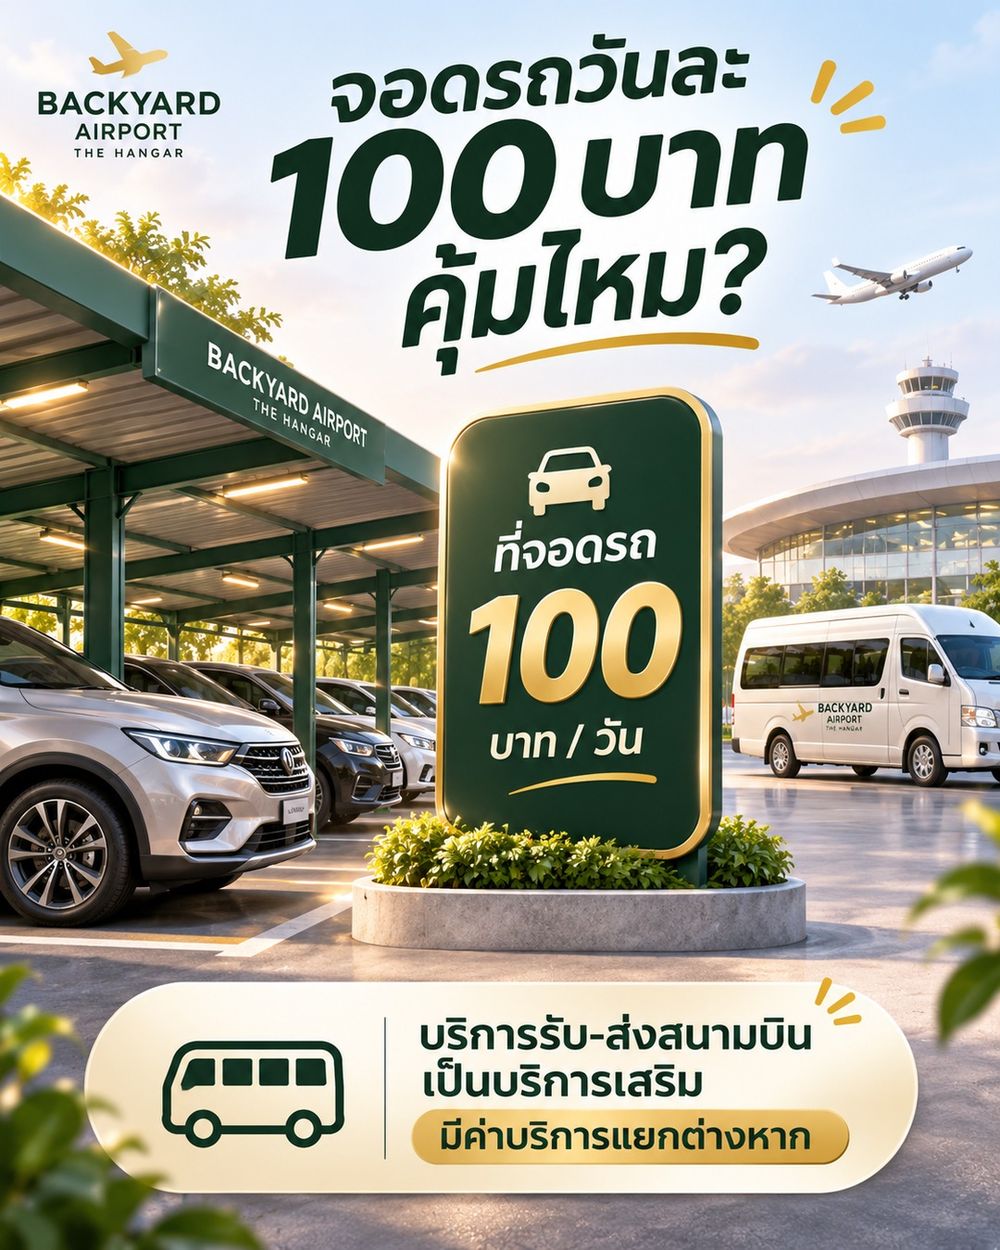 BACKYARD
AIRPORT
THE HANGAR
จอดรถวันละ
100 บาท
คุ้มไหม?
BACKYARD AIRPORT
THE HANGAR
ที่จอดรถ
100
บาท / วัน
BACKYARD
AIRPORT
THE HANGAR
บริการรับ-ส่งสนามบิน
เป็นบริการเสริม
มีค่าบริการแยกต่างหาก